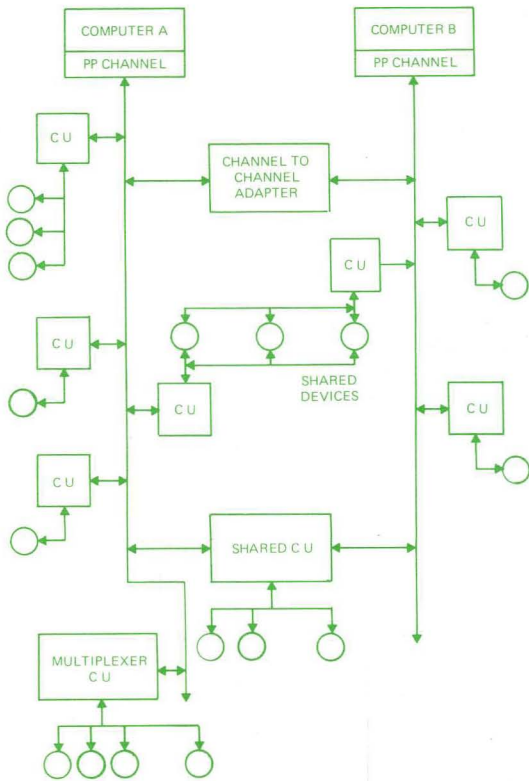 COMPUTER A
PP CHANNEL
COMPUTER B
PP CHANNEL
C U
CHANNEL TO
CHANNEL
ADAPTER
C U
C U
C U
SHARED
DEVICES
C U
C U
C U
SHARED C U
MULTIPLEXER
C U